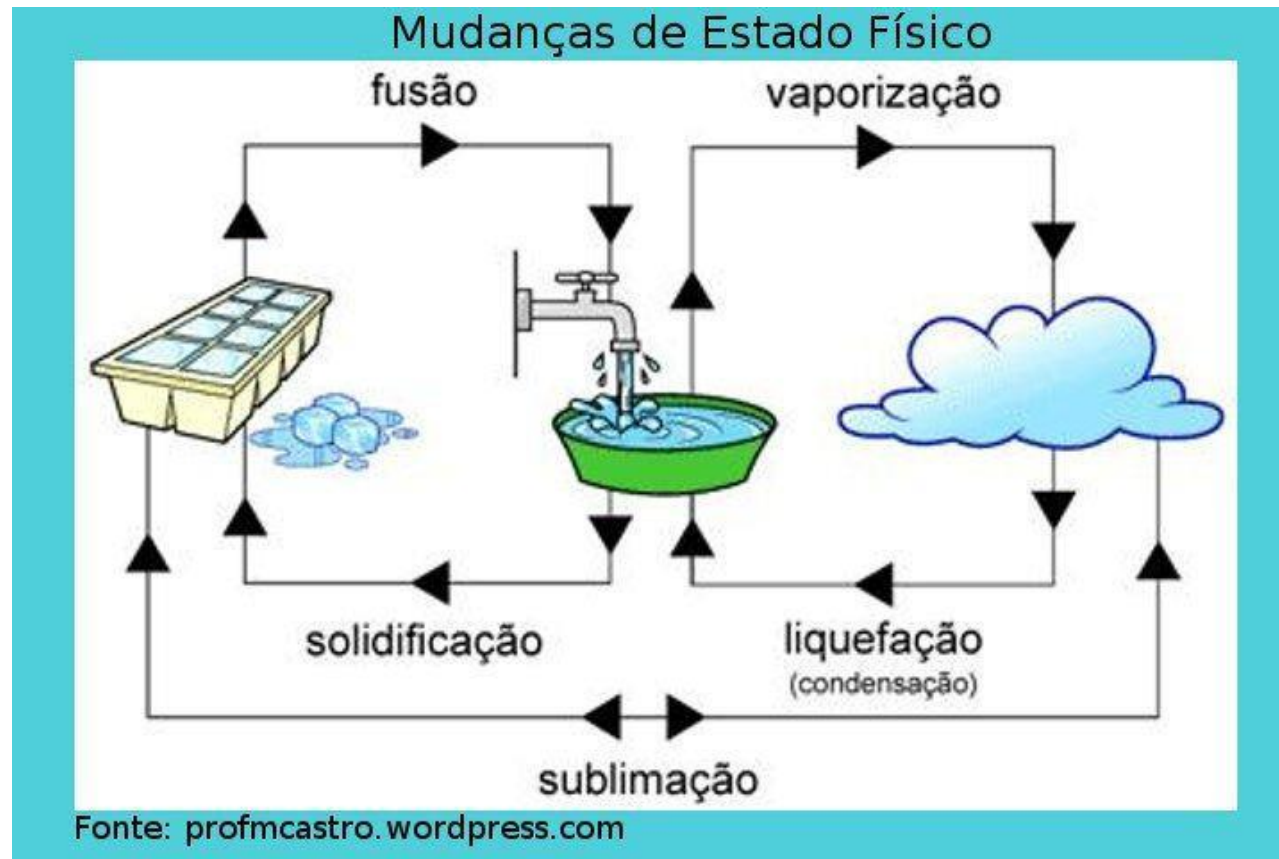 Mudanças de Estado Físico
fusão
vaporização
solidificação
liquefação
(condensação)
sublimação
Fonte: profmcastro.wordpress.com